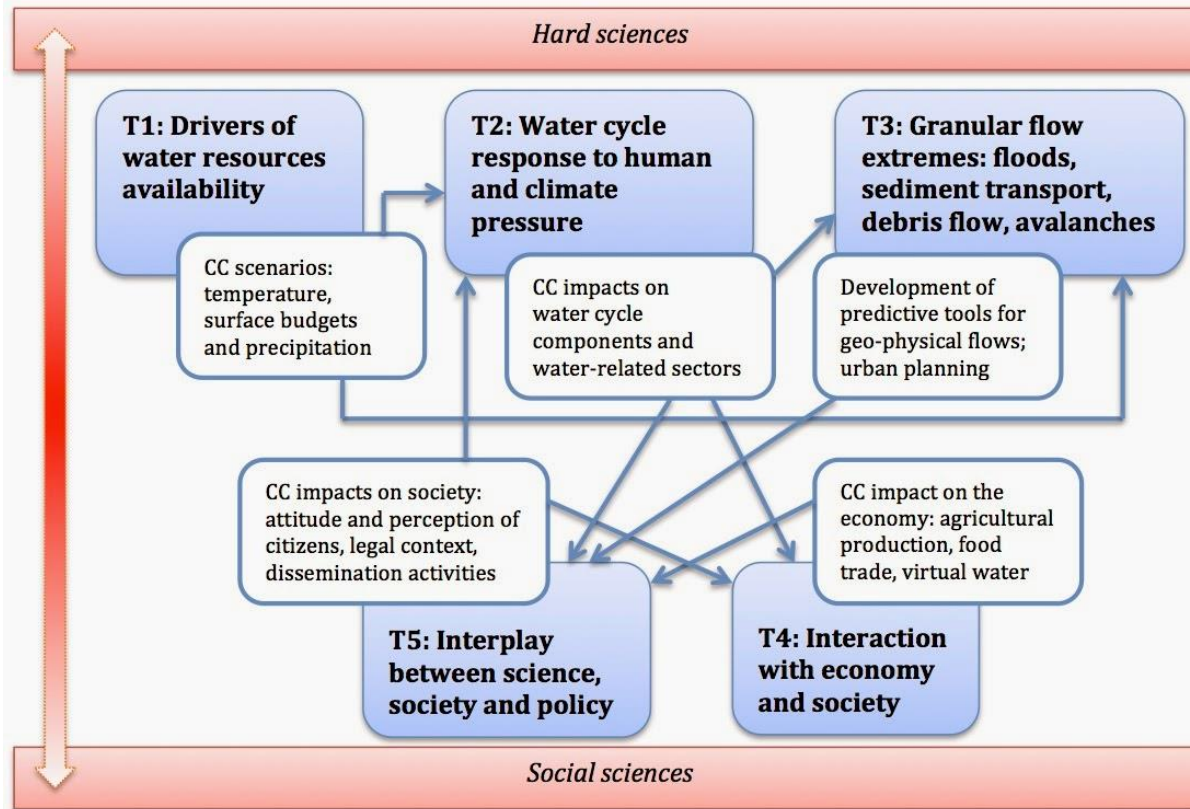 Hard sciences
T1: Drivers of
water resources
availability
T2: Water cycle
response to human
and climate
pressure
T3: Granular flow
extremes: floods,
sediment transport,
debris flow, avalanches
CC scenarios:
temperature,
surface budgets
and precipitation
CC impacts on
water cycle
components and
water-related sectors
Development of
predictive tools for
geo-physical flows;
urban planning
CC impacts on society:
attitude and perception of
citizens, legal context,
dissemination activities
CC impact on the
economy: agricultural
production, food
trade, virtual water
T5: Interplay
between science,
society and policy
T4: Interaction
with economy
and society
Social sciences